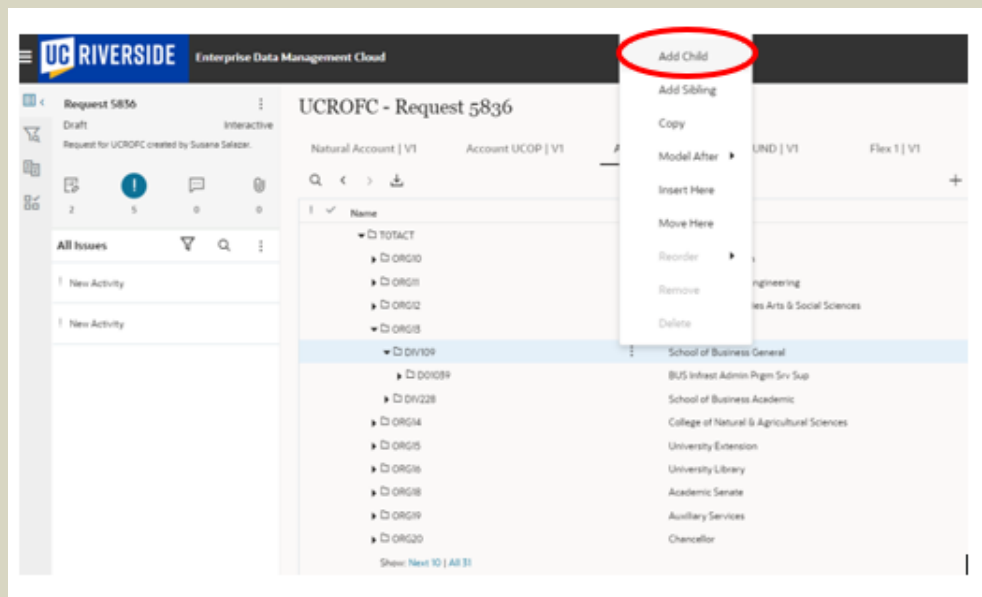 UC RIVERSIDE Enterprise Data Management Cloud
Request 5836
Draft Interactive
Request for UCROFC created by Susana Salazar.
2 5 0 0
All Issues
New Activity
New Activity
UCROFC - Request 5836
Natural Account | V1 Account UCOP | V1 A UND | V1 Flex 1 | V1
Name
TOTACT
ORG10
ORG11 ngineering
ORG12 es Arts & Social Sciences
ORG13
DIV109 School of Business General
D01039 BUS Infrast Admin Prgm Srv Sup
DIV228 School of Business Academic
ORG14 College of Natural & Agricultural Sciences
ORG15 University Extension
ORG16 University Library
ORG18 Academic Senate
ORG19 Auxiliary Services
ORG20 Chancellor
Show: Next 10 | All 31
Add Child
Add Sibling
Copy
Model After
Insert Here
Move Here
Reorder
Remove
Delete